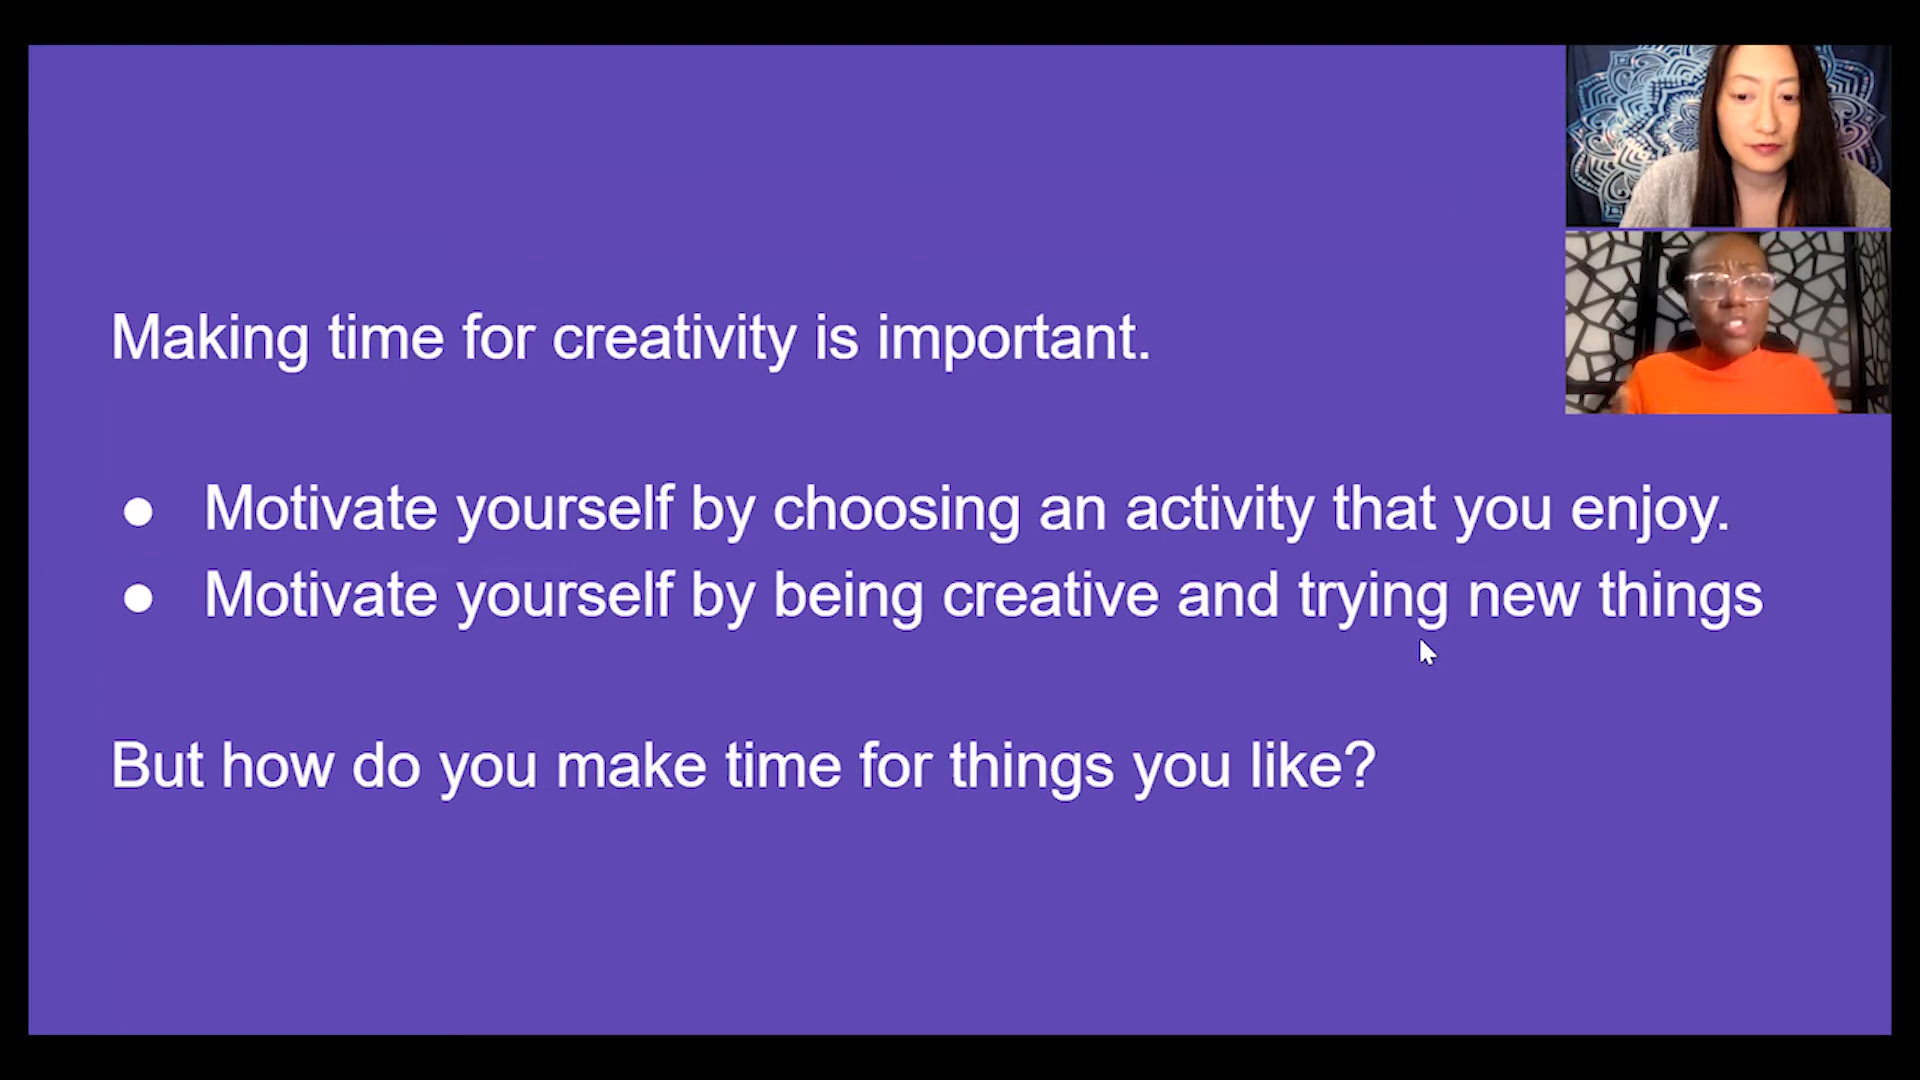 Making time for creativity is important.
● Motivate yourself by choosing an activity that you enjoy.
● Motivate yourself by being creative and trying new things
But how do you make time for things you like?